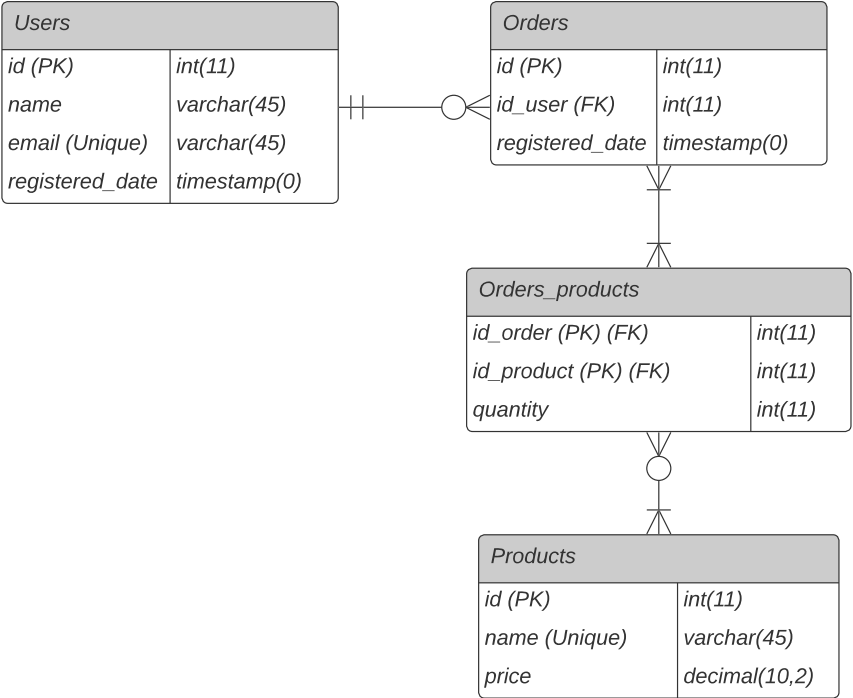 Users
id (PK) int(11)
name varchar(45)
email (Unique) varchar(45)
registered_date timestamp(0)
Orders
id (PK) int(11)
id_user (FK) int(11)
registered_date timestamp(0)
Orders_products
id_order (PK) (FK) int(11)
id_product (PK) (FK) int(11)
quantity int(11)
Products
id (PK) int(11)
name (Unique) varchar(45)
price decimal(10,2)